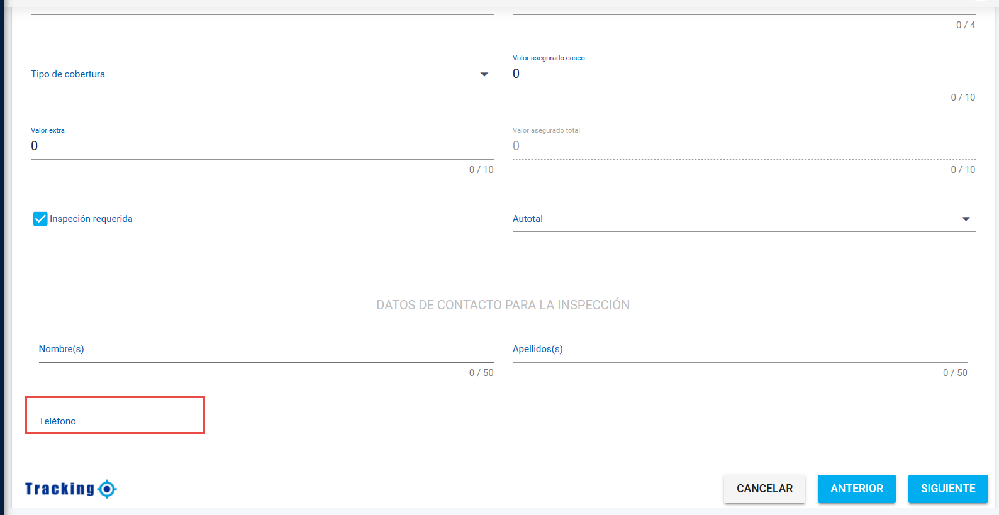 0 / 4
Tipo de cobertura
Valor asegurado casco
0
0 / 10
Valor extra
0
0 / 10
Valor asegurado total
0
0 / 10
Inspeción requerida
Autotal
DATOS DE CONTACTO PARA LA INSPECCIÓN
Nombre(s)
0 / 50
Apellidos(s)
0 / 50
Teléfono
Tracking
CANCELAR
ANTERIOR
SIGUIENTE